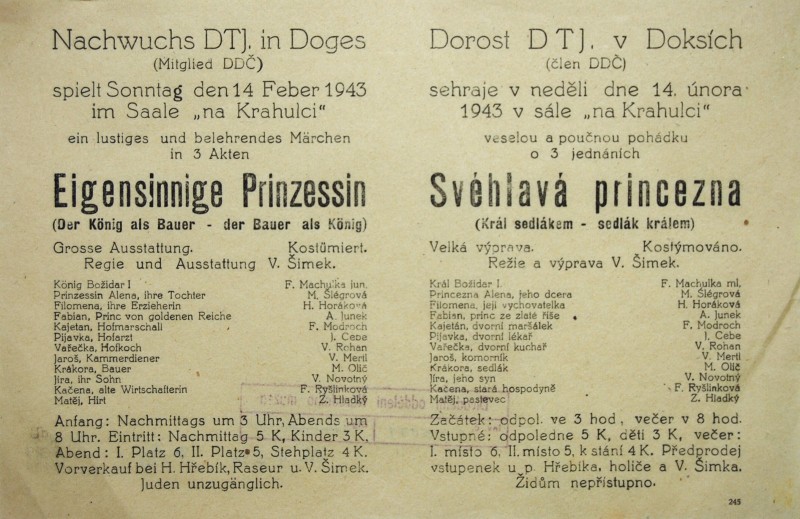 Nachwuchs DTJ. in Doges
(Mitglied DDČ)
spielt Sonntag den 14 Feber 1943
im Saale „na Krahulci"
ein lustiges und belehrendes Märchen
in 3 Akten
Eigensinnige Prinzessin
(Der König als Bauer - der Bauer als König)
Grosse Ausstattung. Kostümiert.
Regie und Ausstattung V. Šimek.
König Božidar I F. Machulka jun.
Prinzessin Alena, ihre Tochter M. Šlégrová
Filomena, ihre Erzieherin H. Horáková
Fabian, Princ von goldenen Reiche A. Junek
Kajetan, Hofmarschall F. Modroch
Pijavka, Hofarzt J. Cebe
Vařečka, Hofkoch V. Rohan
Jaroš, Kammerdiener V. Mertl
Krákora, Bauer M. Olič
Jíra, ihr Sohn V. Novotný
Kačena, alte Wirtschafterin F. Ryšlinková
Matěj, Hirt Z. Hladký
Anfang: Nachmittags um 3 Uhr, Abends um
8 Uhr. Eintritt: Nachmittag 5 K, Kinder 3 K,
Abend: I. Platz 6, II. Platz 5, Stehplatz 4 K.
Vorverkauf bei H. Hřebík, Raseur u. V. Šimek.
Juden unzugänglich.
Dorost DTJ. v Doksích
(člen DDČ)
sehraje v neděli dne 14. února
1943 v sále „na Krahulci"
veselou a poučnou pohádku
o 3 jednáních
Svéhlavá princezna
(Král sedlákem - sedlák králem)
Velká výprava. Kostýmováno.
Režie a výprava V. Šimek.
Král Božidar I. F. Machulka ml.
Princezna Alena, jeho dcera M. Šlégrová
Filomena, její vychovatelka H. Horáková
Fabian, princ ze zlaté říše A. Junek
Kajetán, dvorní maršálek F. Modroch
Pijavka, dvorní lékař J. Cebe
Vařečka, dvorní kuchař V. Rohan
Jaroš, komorník V. Mertl
Krákora, sedlák M. Olič
Jíra, jeho syn V. Novotný
Kačena, stará hospodyně F. Ryšlinková
Matěj, pastevec Z. Hladký
Začátek: odpol. ve 3 hod, večer v 8 hod.
Vstupné: odpoledne 5 K, děti 3 K, večer:
I. místo 6, II. místo 5, k stání 4 K. Předprodej
vstupenek u p. Hřebíka, holiče a V. Šimka.
Židům nepřístupno.
245